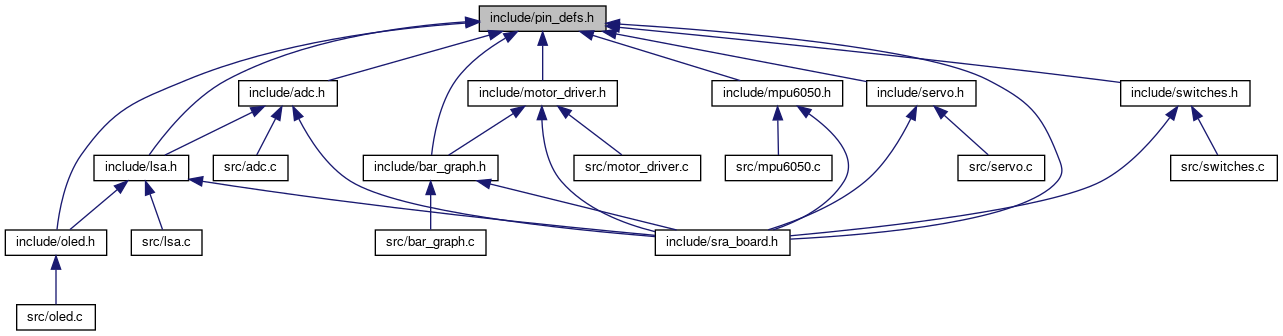 include/pin_defs.h
include/adc.h
include/motor_driver.h
include/mpu6050.h
include/servo.h
include/switches.h
include/lsa.h
src/adc.c
include/bar_graph.h
src/motor_driver.c
src/mpu6050.c
src/servo.c
src/switches.c
include/oled.h
src/lsa.c
src/bar_graph.c
include/sra_board.h
src/oled.c